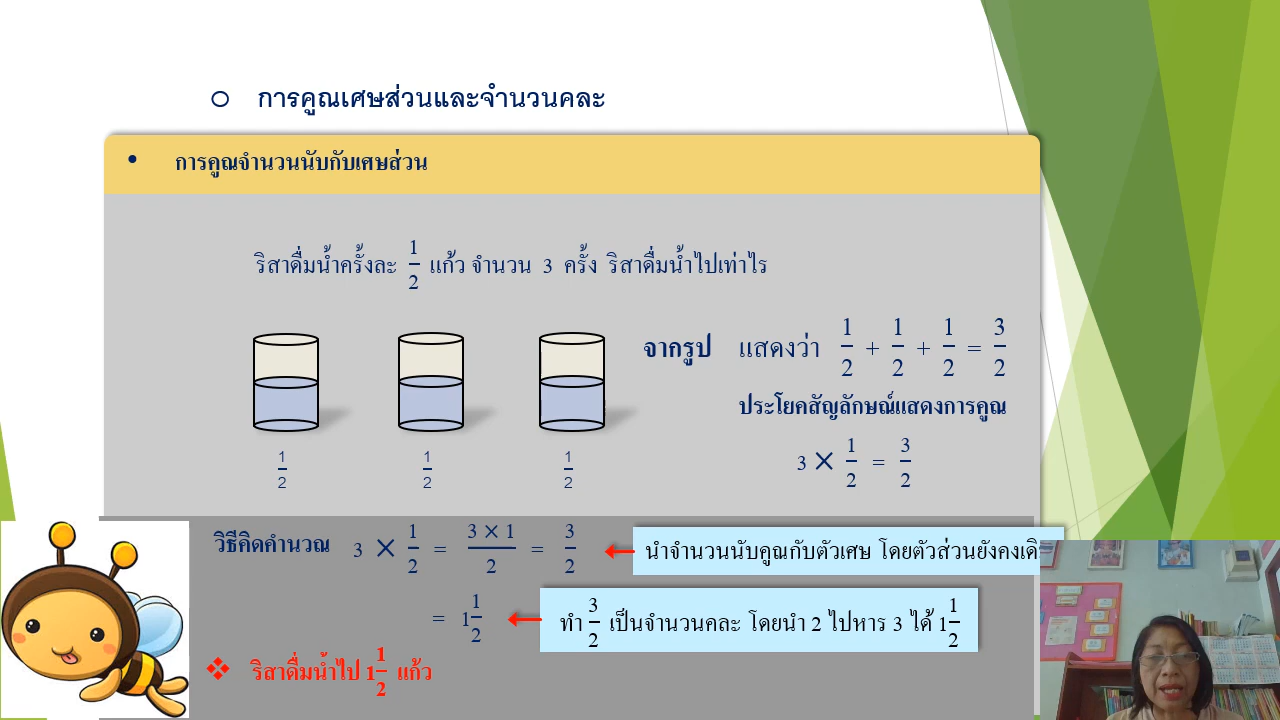 การคูณเศษส่วนและจำนวนคละ
• การคูณจำนวนนับกับเศษส่วน
ริสาดื่มน้ำครั้งละ 1/2 แก้ว จำนวน 3 ครั้ง ริสาดื่มน้ำไปเท่าไร
จากรูป แสดงว่า 1/2 + 1/2 + 1/2 = 3/2
ประโยคสัญลักษณ์แสดงการคูณ
3 × 1/2 = 3/2
1/2 1/2 1/2
วิธีคิดคำนวณ 3 × 1/2 = 3 × 1/2 = 3/2
นำจำนวนนับคูณกับตัวเศษ โดยตัวส่วนยังคงเดิ
= 1 1/2
ทำ 3/2 เป็นจำนวนคละ โดยนำ 2 ไปหาร 3 ได้ 1 1/2
❖ ริสาดื่มน้ำไป 1 1/2 แก้ว